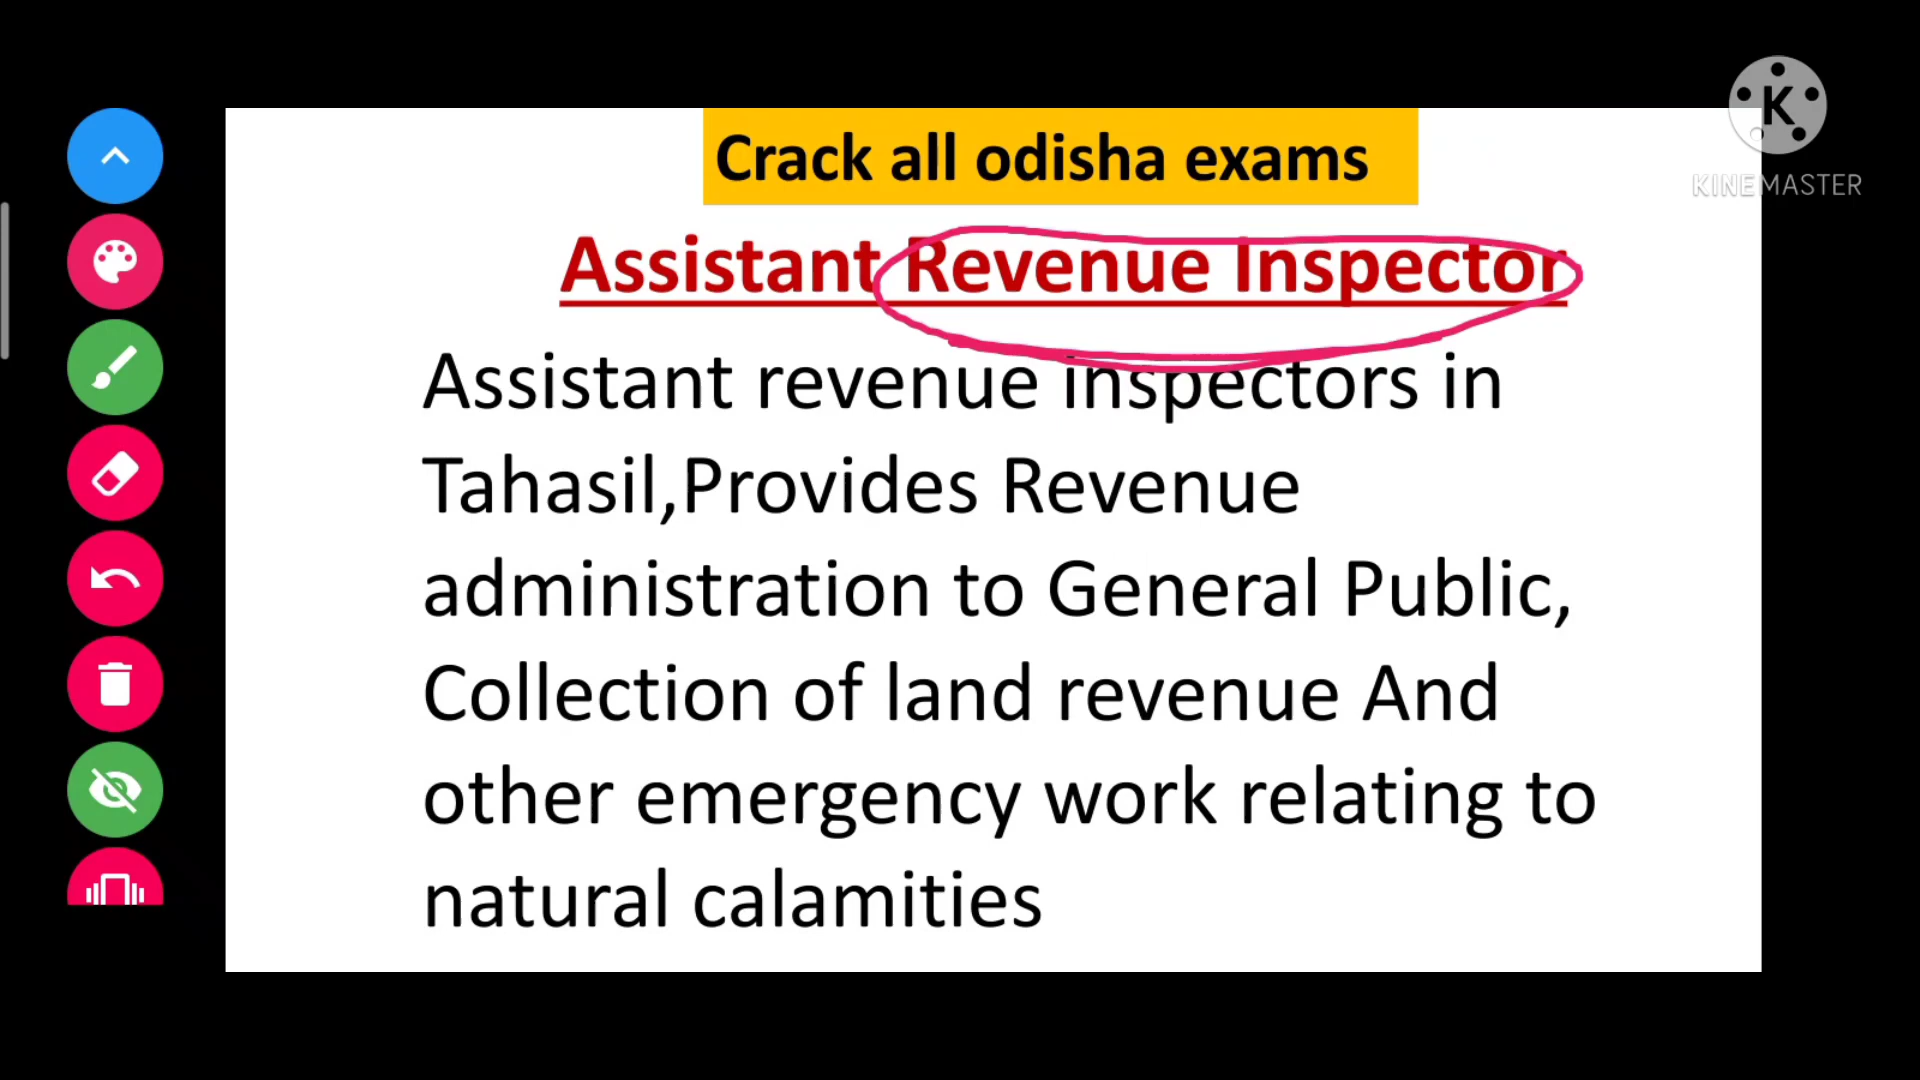 Crack all odisha exams
K
KINEMASTER
Assistant Revenue Inspector
Assistant revenue inspectors in
Tahasil,Provides Revenue
administration to General Public,
Collection of land revenue And
other emergency work relating to
natural calamities